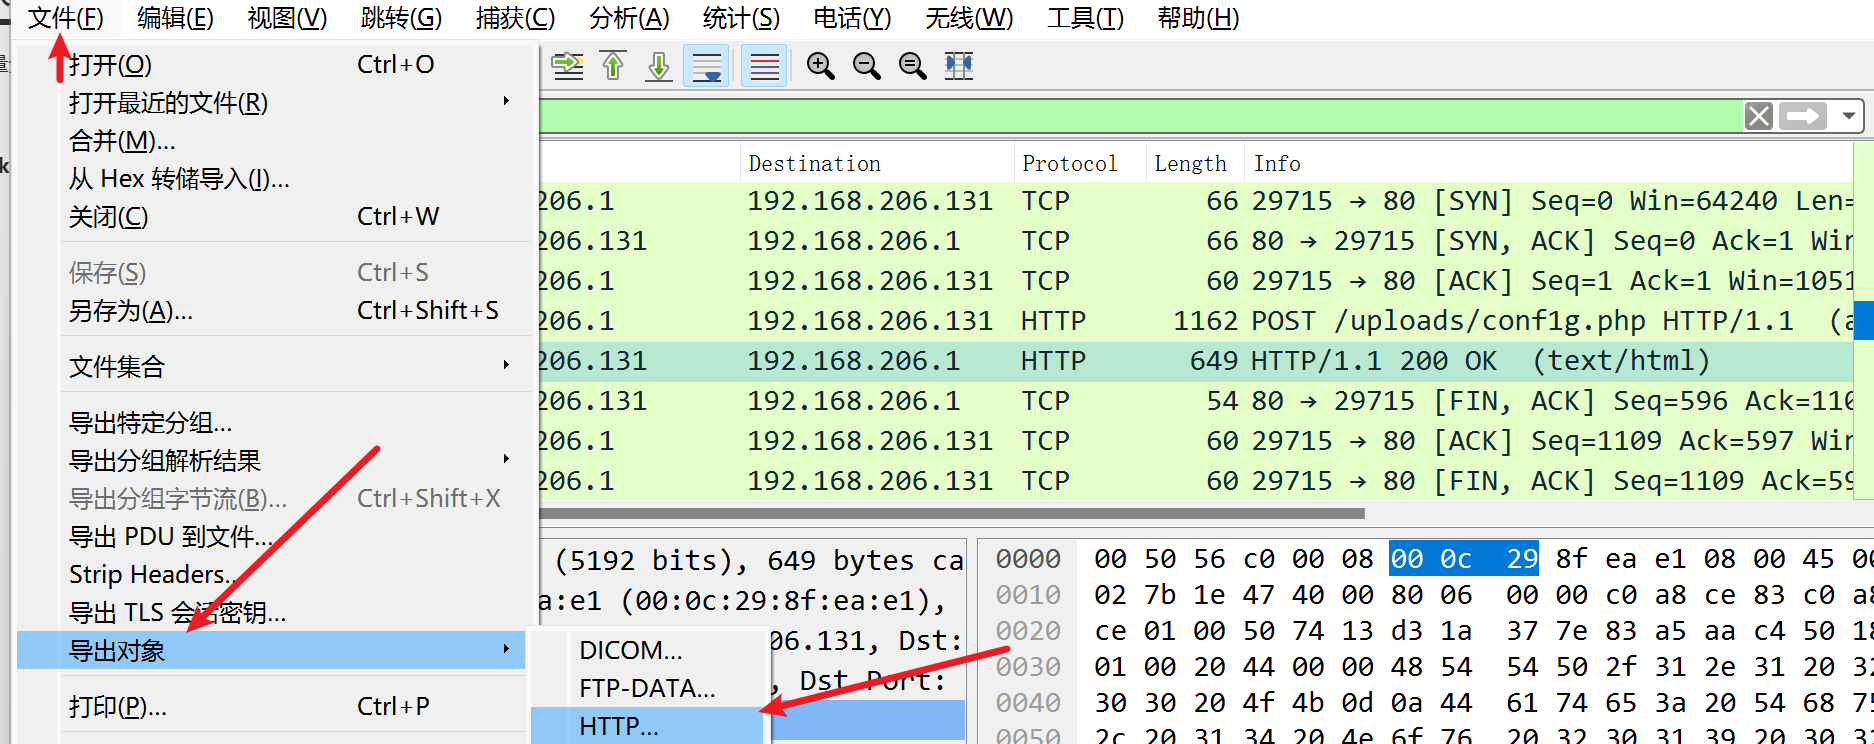 文件(F) 编辑(E) 视图(V) 跳转(G) 捕获(C) 分析(A) 统计(S) 电话(Y) 无线(W) 工具(T) 帮助(H)
打开(O) Ctrl+O
打开最近的文件(R)
合并(M)...
从 Hex 转储导入(I)...
关闭(C) Ctrl+W
保存(S) Ctrl+S
另存为(A)... Ctrl+Shift+S
文件集合
导出特定分组...
导出分组解析结果
导出分组字节流(B)... Ctrl+Shift+X
导出 PDU 到文件...
Strip Headers...
导出 TLS 会话密钥...
导出对象
打印(P)... Ctrl+P
DICOM...
FTP-DATA...
HTTP...
Destination Protocol Length Info
206.1 192.168.206.131 TCP 66 29715 → 80 [SYN] Seq=0 Win=64240 Len=
206.131 192.168.206.1 TCP 66 80 → 29715 [SYN, ACK] Seq=0 Ack=1 Win
206.1 192.168.206.131 TCP 60 29715 → 80 [ACK] Seq=1 Ack=1 Win=1051
206.1 192.168.206.131 HTTP 1162 POST /uploads/conf1g.php HTTP/1.1 (a
206.131 192.168.206.1 HTTP 649 HTTP/1.1 200 OK (text/html)
206.131 192.168.206.1 TCP 54 80 → 29715 [FIN, ACK] Seq=596 Ack=110
206.1 192.168.206.131 TCP 60 29715 → 80 [ACK] Seq=1109 Ack=597 Win
206.1 192.168.206.131 TCP 60 29715 → 80 [FIN, ACK] Seq=1109 Ack=59
(5192 bits), 649 bytes ca
a:e1 (00:0c:29:8f:ea:e1),
06.131, Dst:
, Dst Port:
0000 00 50 56 c0 00 08 00 0c 29 8f ea e1 08 00 45 00
0010 02 7b 1e 47 40 00 80 06 00 00 c0 a8 ce 83 c0 a8
0020 ce 01 00 50 74 13 d3 1a 37 7e 83 a5 aa c4 50 18
0030 01 00 20 44 00 00 48 54 54 50 2f 31 2e 31 20 32
0040 30 30 20 4f 4b 0d 0a 44 61 74 65 3a 20 54 68 75
0050 2c 20 31 34 20 4e 6f 76 20 32 30 31 39 20 30 3